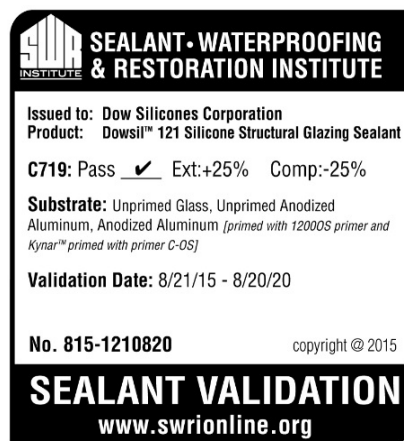 SWR
INSTITUTE
SEALANT • WATERPROOFING
& RESTORATION INSTITUTE
Issued to: Dow Silicones Corporation
Product: Dowsil™ 121 Silicone Structural Glazing Sealant
C719: Pass ✔ Ext:+25% Comp:-25%
Substrate: Unprimed Glass, Unprimed Anodized
Aluminum, Anodized Aluminum [primed with 1200OS primer and
Kynar™ primed with primer C-OS]
Validation Date: 8/21/15 - 8/20/20
No. 815-1210820
copyright @ 2015
SEALANT VALIDATION
www.swrionline.org